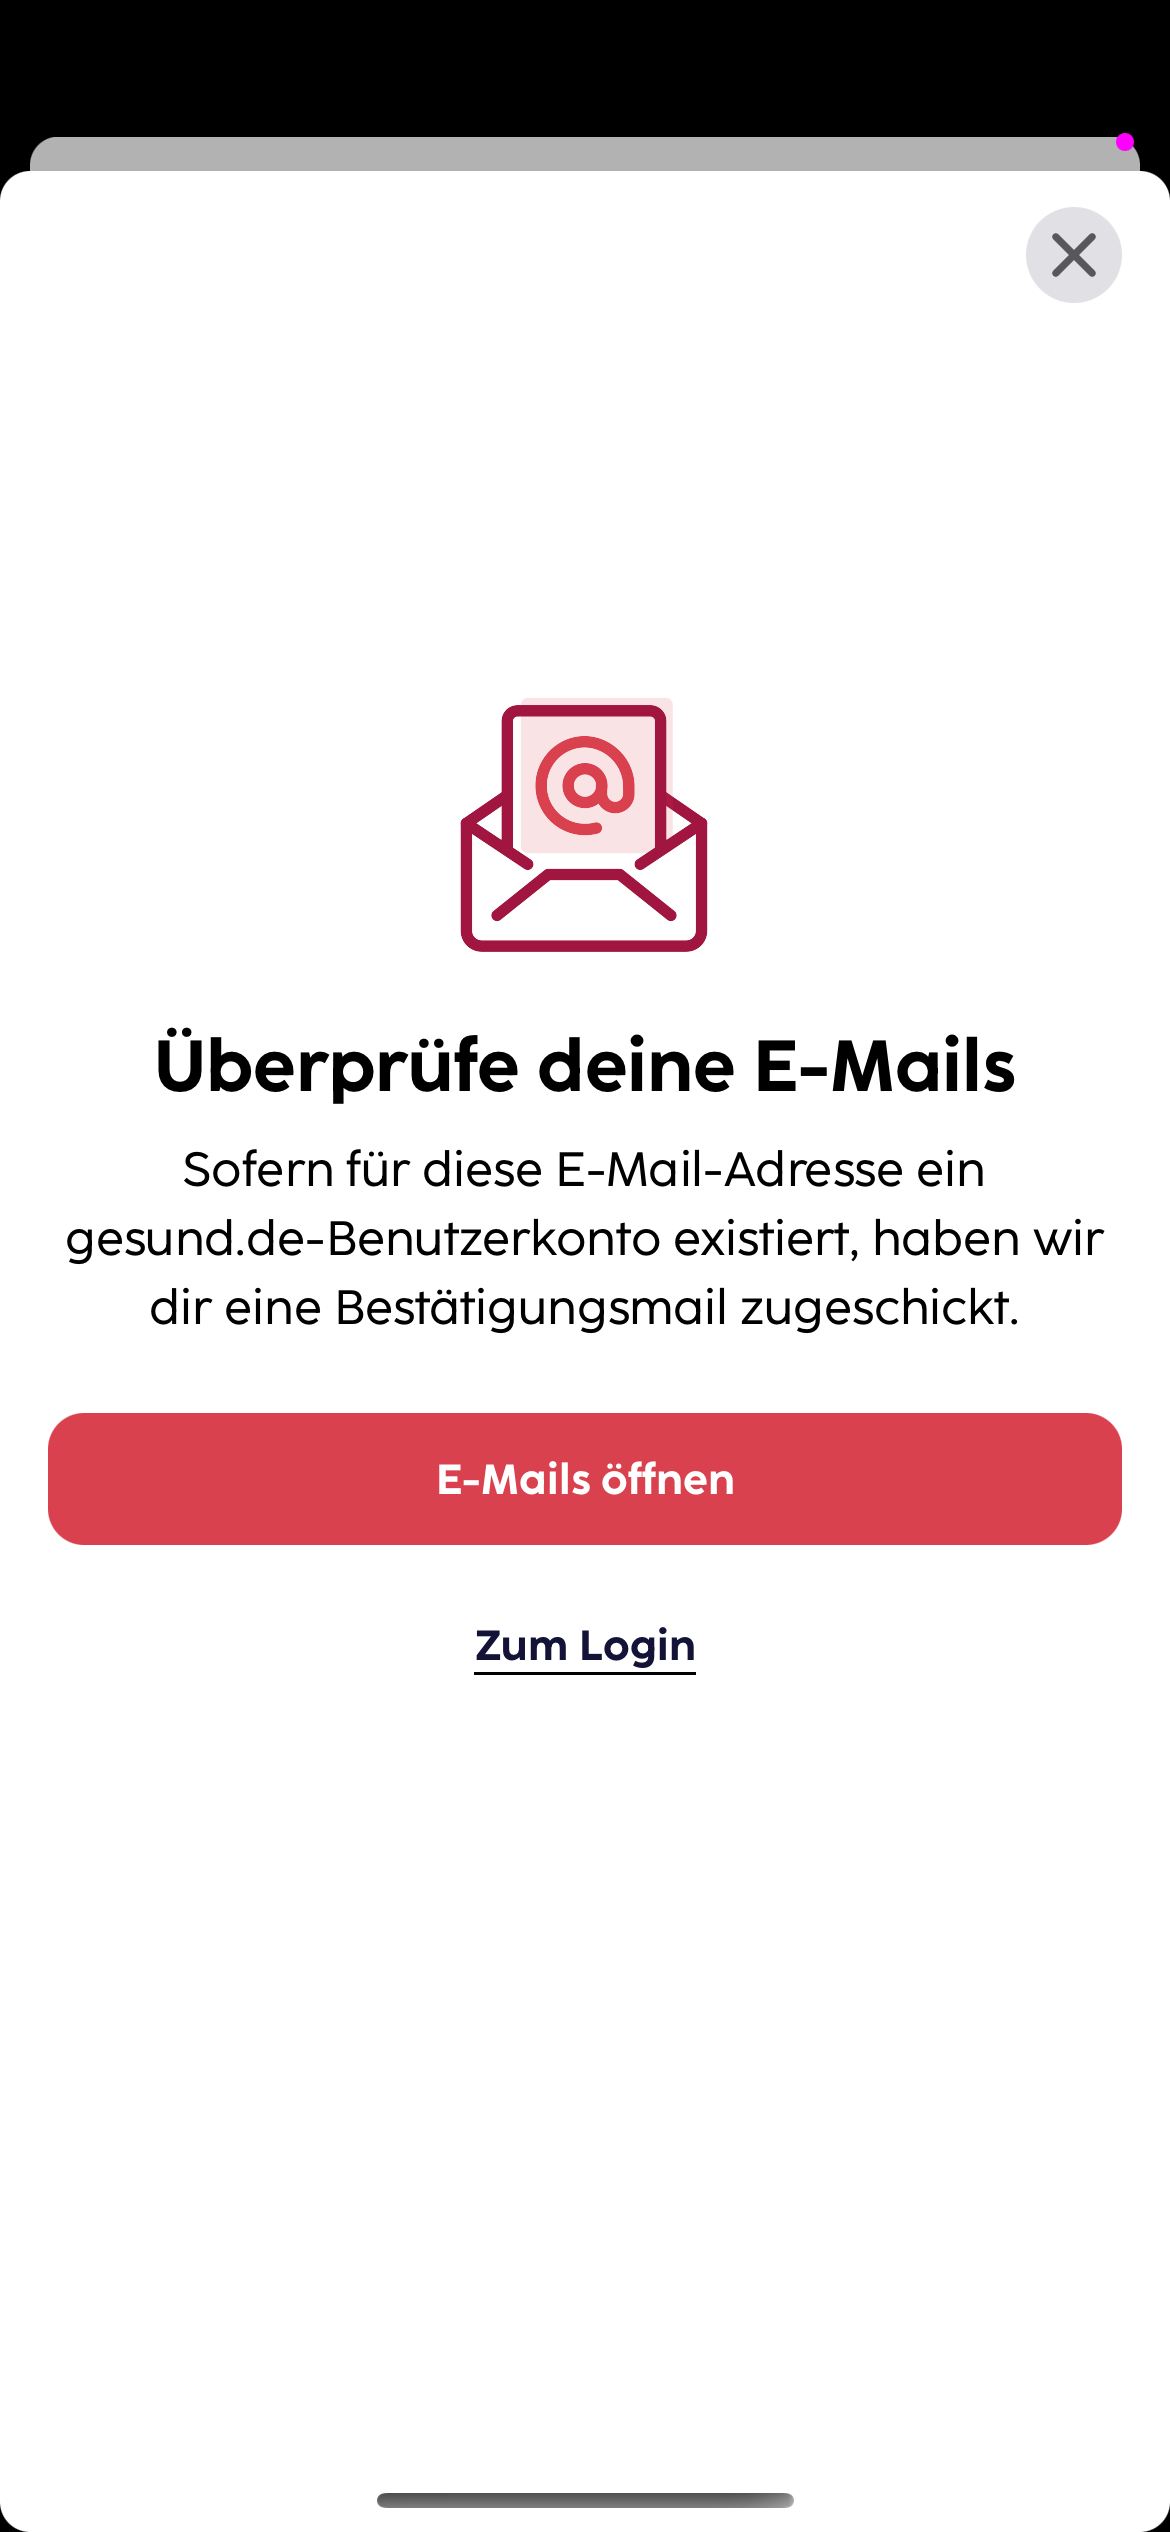 Überprüfe deine E-Mails
Sofern für diese E-Mail-Adresse ein
gesund.de-Benutzerkonto existiert, haben wir
dir eine Bestätigungsmail zugeschickt.
E-Mails öffnen
Zum Login